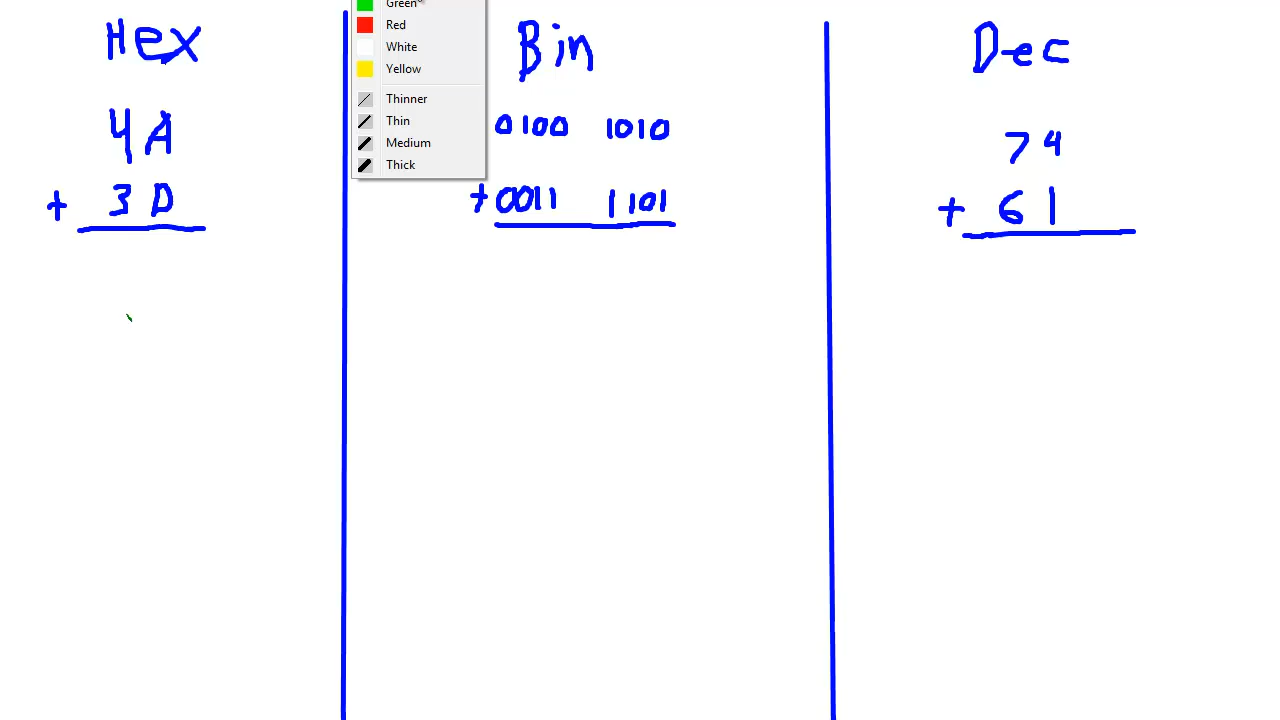 Hex
4A
+ 3D
Green
Red
White
Yellow
Thinner
Thin
Medium
Thick
Bin
0100 1010
+0011 1101
Dec
74
+ 61